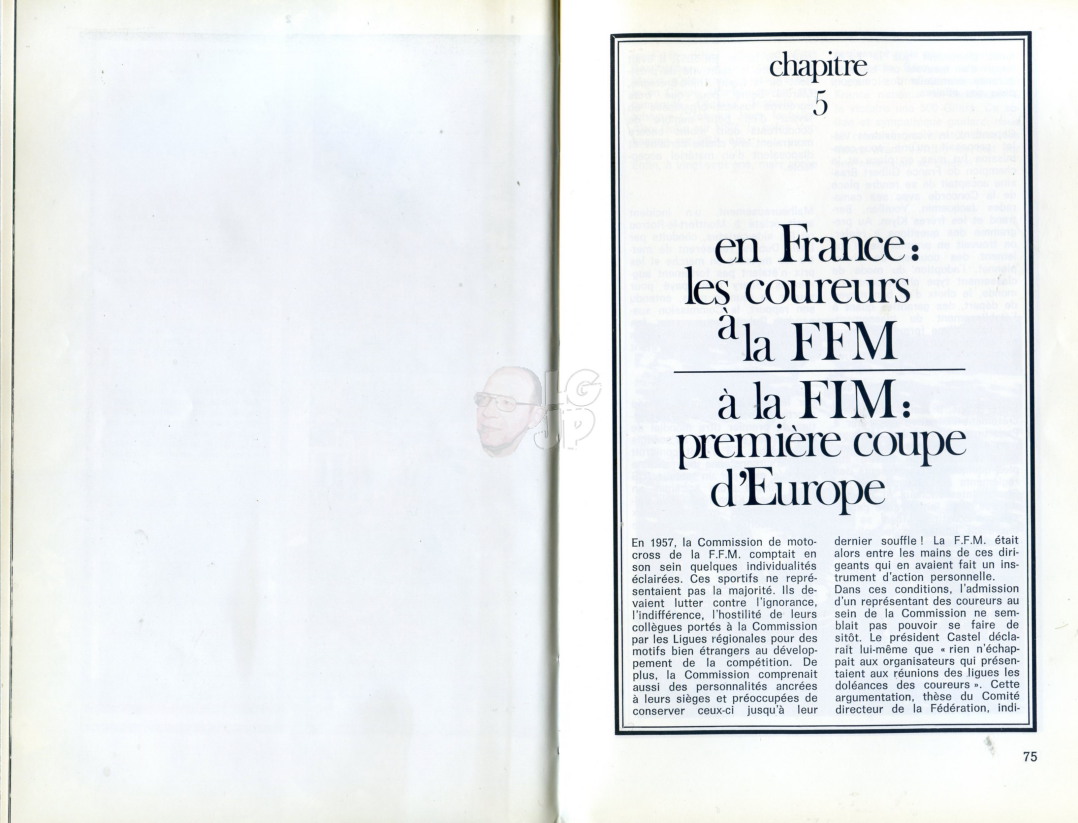 chapitre
5
en France:
les coureurs
à la FFM
à la FIM:
première coupe
d'Europe
En 1957, la Commission de moto-
cross de la F.F.M. comptait en
son sein quelques individualités
éclairées. Ces sportifs ne repré-
sentaient pas la majorité. Ils de-
vaient lutter contre l'ignorance,
l'indifférence, l'hostilité de leurs
collègues portés à la Commission
par les Ligues régionales pour des
motifs bien étrangers au dévelop-
pement de la compétition. De
plus, la Commission comprenait
aussi des personnalités ancrées
à leurs sièges et préoccupées de
conserver ceux-ci jusqu'à leur
dernier souffle ! La F.F.M. était
alors entre les mains de ces diri-
geants qui en avaient fait un ins-
trument d'action personnelle.
Dans ces conditions, l'admission
d'un représentant des coureurs au
sein de la Commission ne sem-
blait pas pouvoir se faire de
sitôt. Le président Castel décla-
rait lui-même que « rien n'échap-
pait aux organisateurs qui présen-
taient aux réunions des ligues les
doléances des coureurs ». Cette
argumentation, thèse du Comité
directeur de la Fédération, indi-
75
LG
JP